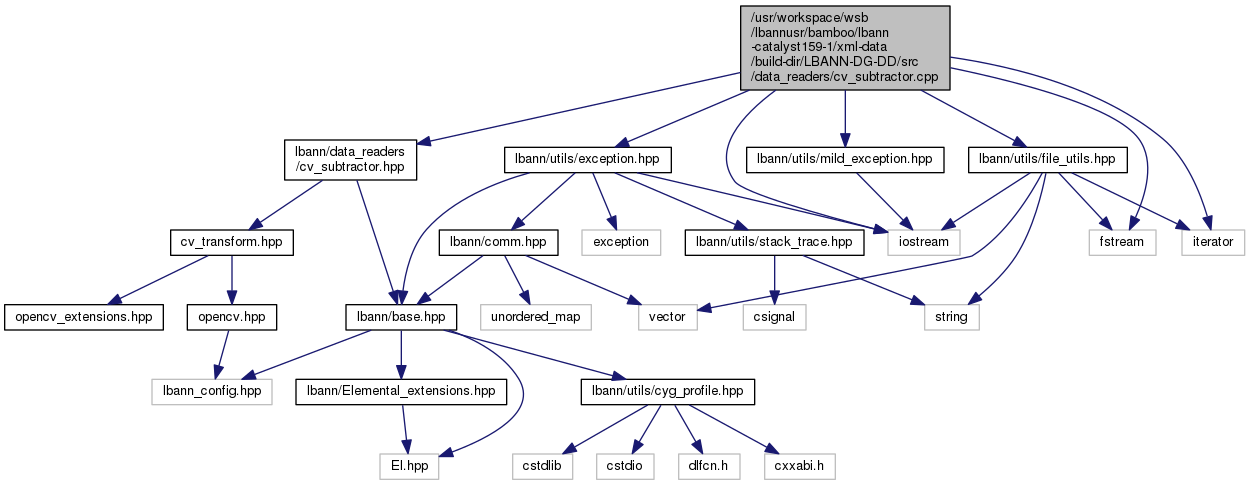 /usr/workspace/wsb
/lbannusr/bamboo/lbann
-catalyst159-1/xml-data
/build-dir/LBANN-DG-DD/src
/data_readers/cv_subtractor.cpp
lbann/data_readers
/cv_subtractor.hpp
lbann/utils/exception.hpp
lbann/utils/mild_exception.hpp
lbann/utils/file_utils.hpp
cv_transform.hpp
lbann/comm.hpp
exception
lbann/utils/stack_trace.hpp
iostream
fstream
iterator
opencv_extensions.hpp
opencv.hpp
lbann/base.hpp
unordered_map
vector
csignal
string
lbann_config.hpp
lbann/Elemental_extensions.hpp
lbann/utils/cyg_profile.hpp
El.hpp
cstdlib
cstdio
dlfcn.h
cxxabi.h